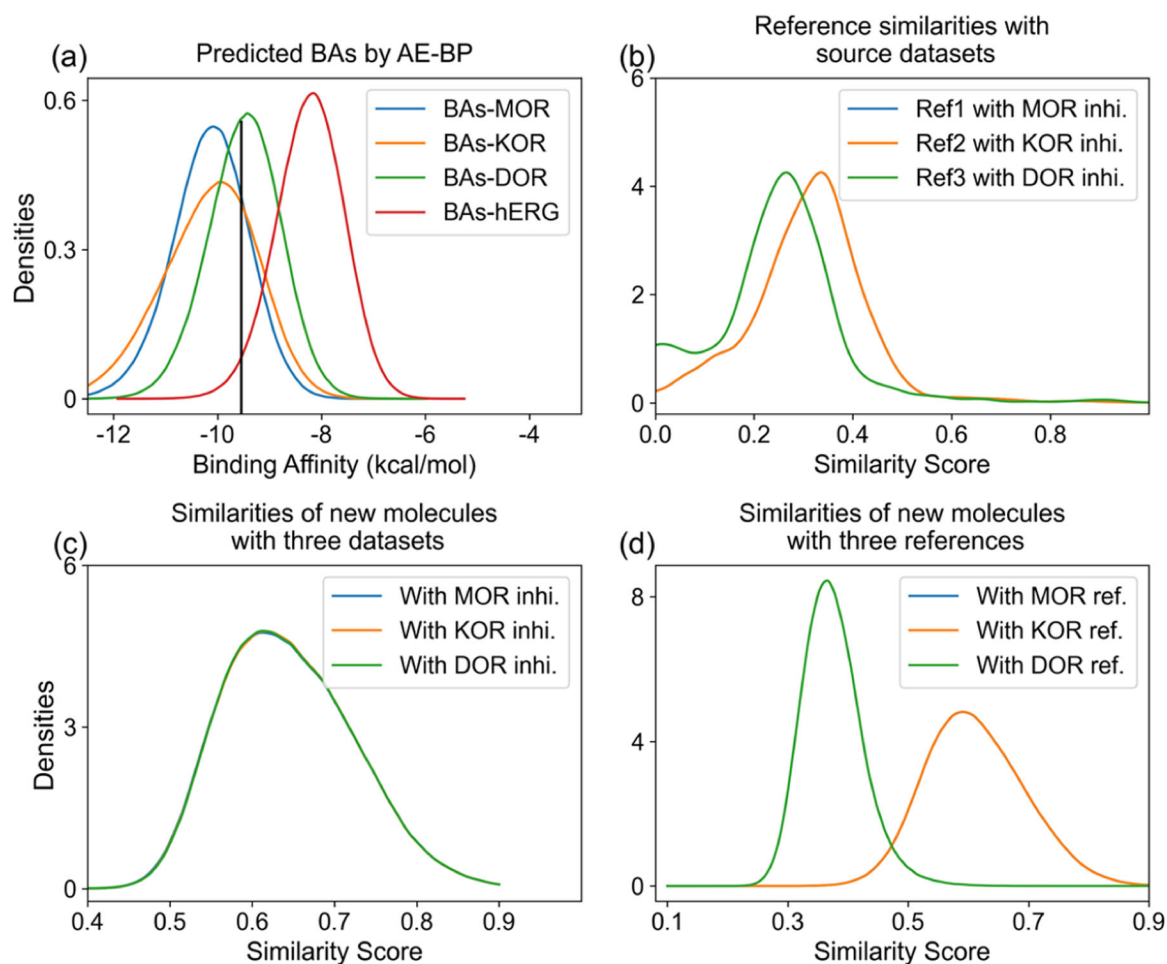 (a)
Predicted BAs by AE-BP
BAs-MOR
BAs-KOR
BAs-DOR
BAs-hERG
0.6
0.3
0
Densities
-12
-10
-8
-6
-4
Binding Affinity (kcal/mol)
(b)
Reference similarities with
source datasets
Ref1 with MOR inhi.
Ref2 with KOR inhi.
Ref3 with DOR inhi.
6
4
2
0
0.0
0.2
0.4
0.6
0.8
Similarity Score
(c)
Similarities of new molecules
with three datasets
With MOR inhi.
With KOR inhi.
With DOR inhi.
6
3
0
Densities
0.4
0.5
0.6
0.7
0.8
0.9
Similarity Score
(d)
Similarities of new molecules
with three references
With MOR ref.
With KOR ref.
With DOR ref.
8
4
0
0.1
0.3
0.5
0.7
0.9
Similarity Score